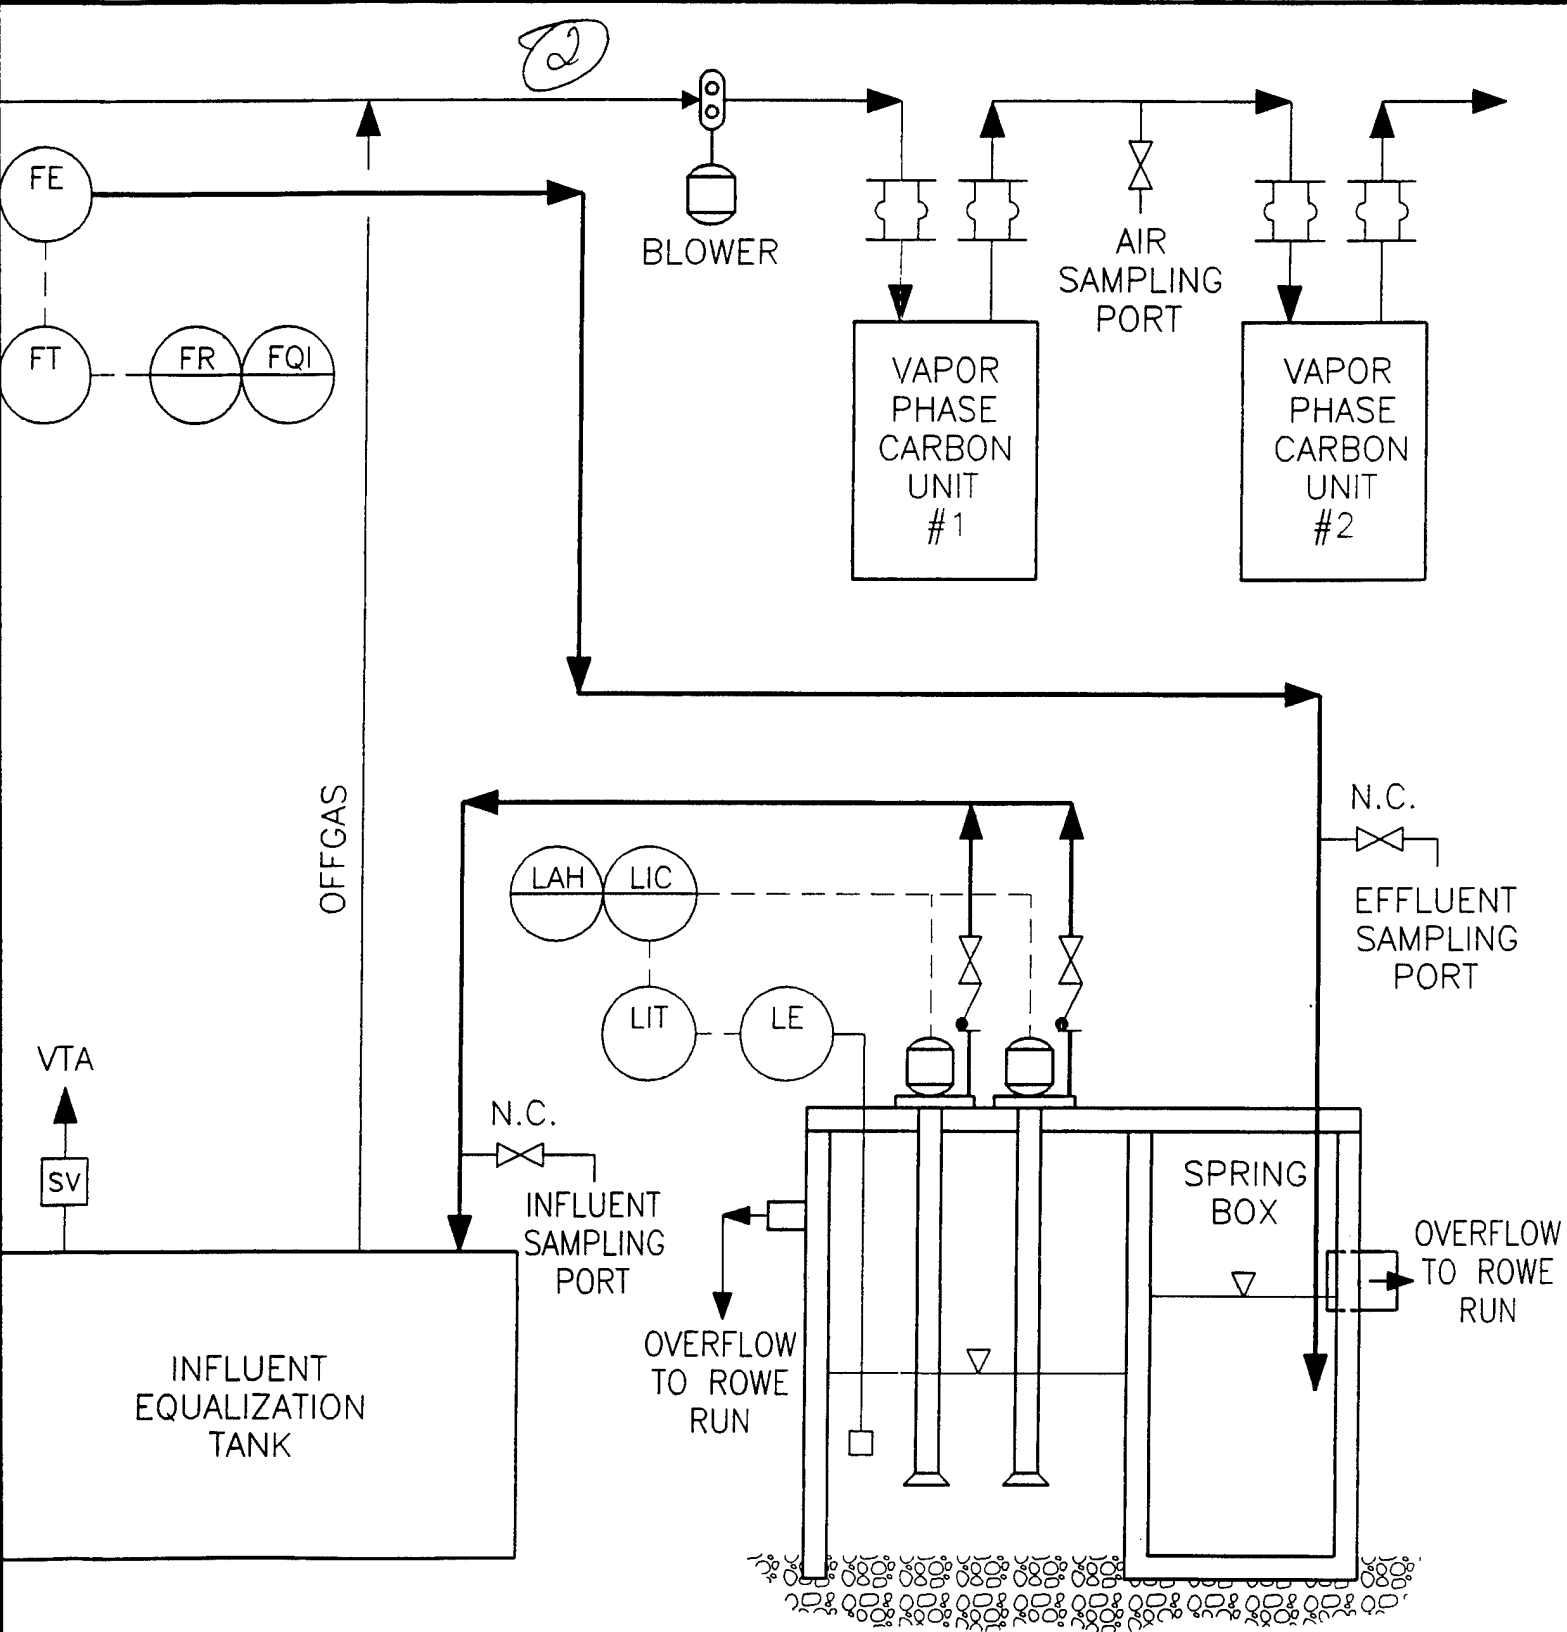 2
FE
BLOWER
AIR
SAMPLING
PORT
FT
FR
FQI
VAPOR
PHASE
CARBON
UNIT
#1
VAPOR
PHASE
CARBON
UNIT
#2
OFFGAS
N.C.
EFFLUENT
SAMPLING
PORT
LAH
LIC
LIT
LE
VTA
SV
N.C.
INFLUENT
SAMPLING
PORT
SPRING
BOX
OVERFLOW
TO ROWE
RUN
OVERFLOW
TO ROWE
RUN
INFLUENT
EQUALIZATION
TANK